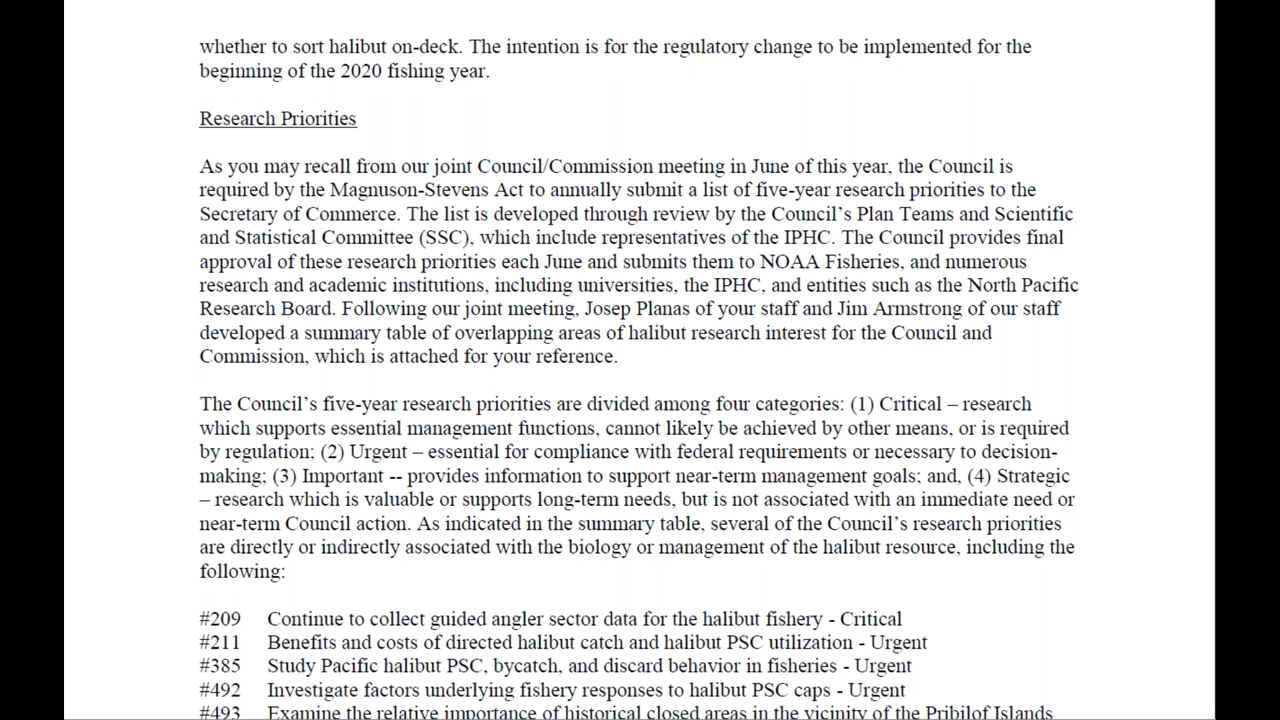 whether to sort halibut on-deck. The intention is for the regulatory change to be implemented for the
beginning of the 2020 fishing year.
Research Priorities
As you may recall from our joint Council/Commission meeting in June of this year, the Council is
required by the Magnuson-Stevens Act to annually submit a list of five-year research priorities to the
Secretary of Commerce. The list is developed through review by the Council's Plan Teams and Scientific
and Statistical Committee (SSC), which include representatives of the IPHC. The Council provides final
approval of these research priorities each June and submits them to NOAA Fisheries, and numerous
research and academic institutions, including universities, the IPHC, and entities such as the North Pacific
Research Board. Following our joint meeting, Josep Planas of your staff and Jim Armstrong of our staff
developed a summary table of overlapping areas of halibut research interest for the Council and
Commission, which is attached for your reference.
The Council's five-year research priorities are divided among four categories: (1) Critical – research
which supports essential management functions, cannot likely be achieved by other means, or is required
by regulation; (2) Urgent – essential for compliance with federal requirements or necessary to decision-
making; (3) Important -- provides information to support near-term management goals; and, (4) Strategic
– research which is valuable or supports long-term needs, but is not associated with an immediate need or
near-term Council action. As indicated in the summary table, several of the Council's research priorities
are directly or indirectly associated with the biology or management of the halibut resource, including the
following:
#209 Continue to collect guided angler sector data for the halibut fishery - Critical
#211 Benefits and costs of directed halibut catch and halibut PSC utilization - Urgent
#385 Study Pacific halibut PSC, bycatch, and discard behavior in fisheries - Urgent
#492 Investigate factors underlying fishery responses to halibut PSC caps - Urgent
#493 Examine the relative importance of historical closed areas in the vicinity of the Pribilof Islands